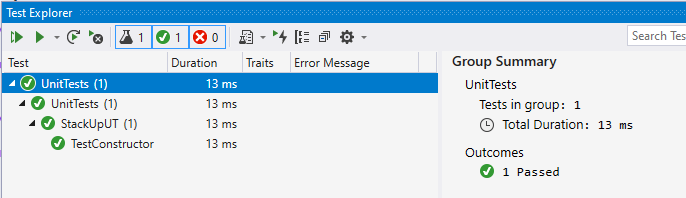 Test Explorer
1 1 0 Search Tes
Test Duration Traits Error Message
UnitTests (1) 13 ms
UnitTests (1) 13 ms
StackUpUT (1) 13 ms
TestConstructor 13 ms
Group Summary
UnitTests
Tests in group: 1
Total Duration: 13 ms
Outcomes
1 Passed